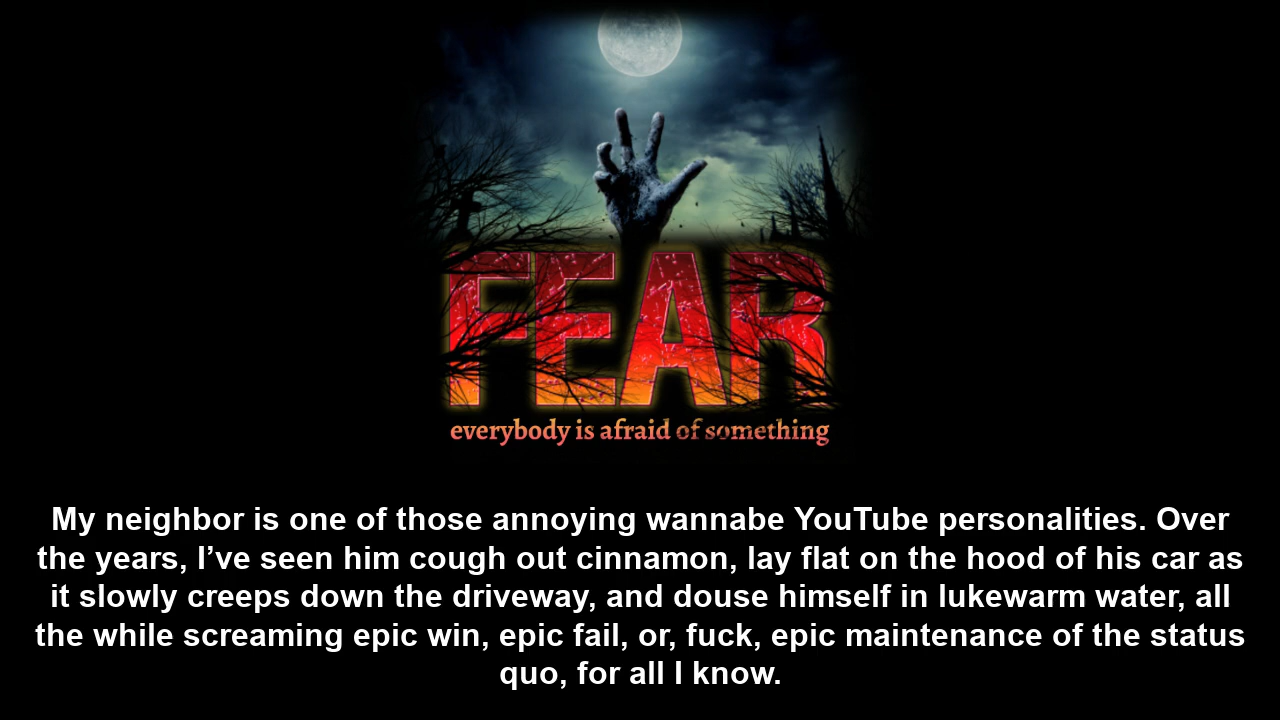 FEAR
everybody is afraid of something
My neighbor is one of those annoying wannabe YouTube personalities. Over
the years, I’ve seen him cough out cinnamon, lay flat on the hood of his car as
it slowly creeps down the driveway, and douse himself in lukewarm water, all
the while screaming epic win, epic fail, or, fuck, epic maintenance of the status
quo, for all I know.